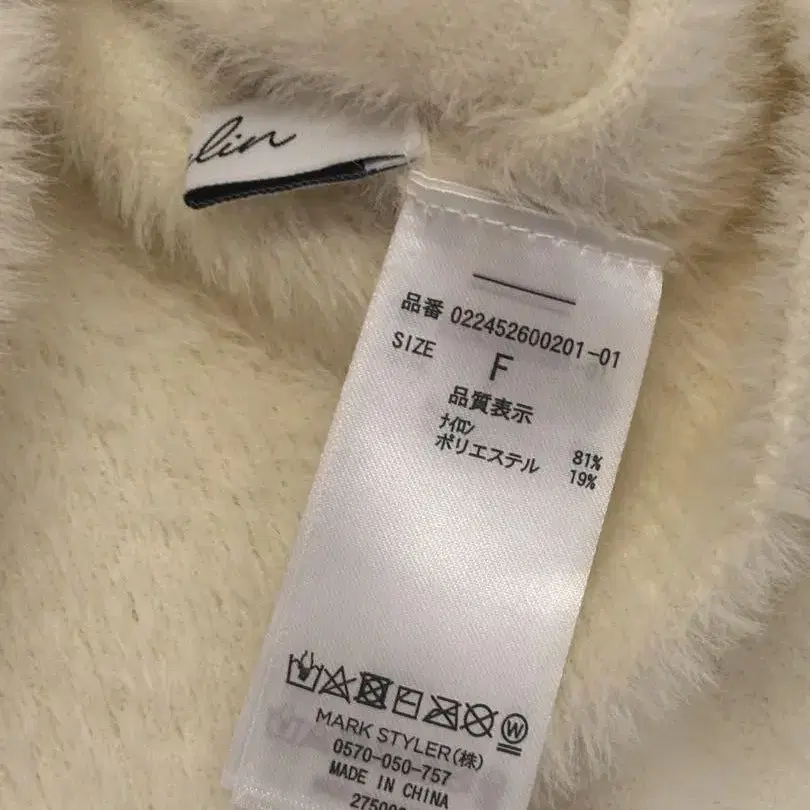 lin
品番 022452600201-01
SIZE F
品質表示
ナイロン 81%
ポリエステル 19%
W
MARK STYLER(株)
0570-050-757
MADE IN CHINA